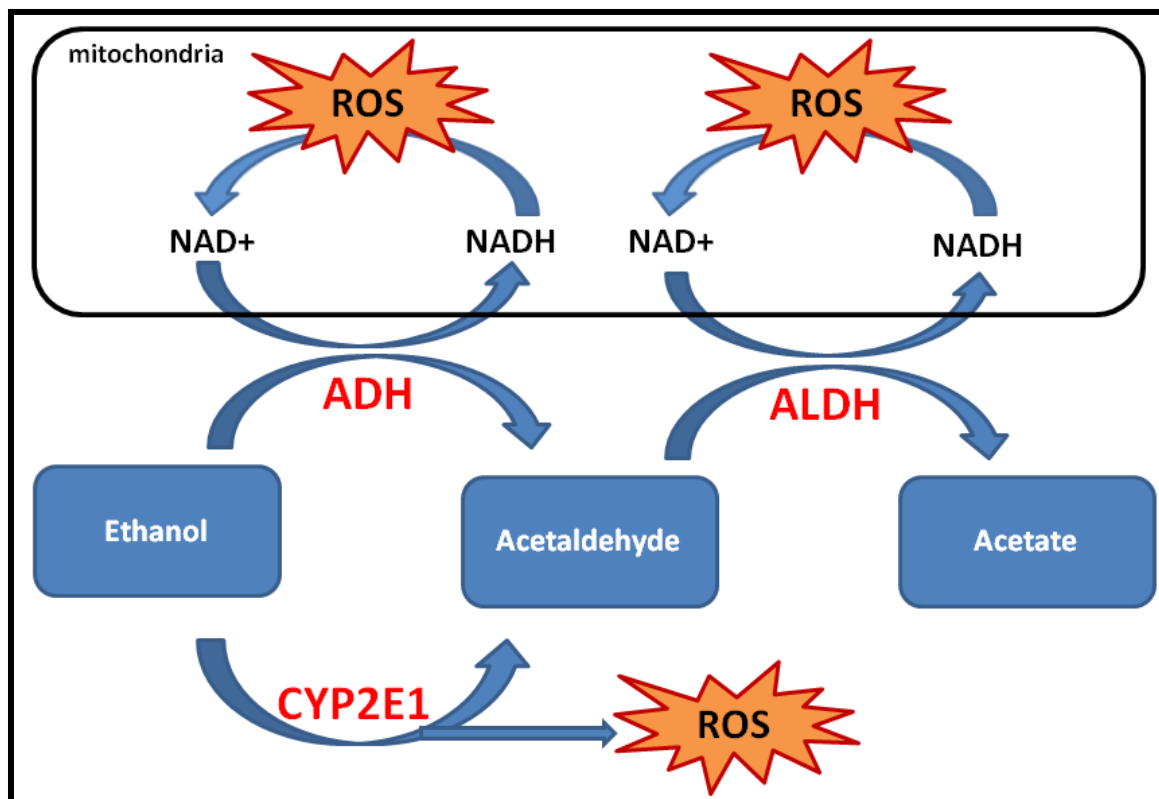 mitochondria
ROS
ROS
NAD+
NADH
NAD+
NADH
ADH
ALDH
Ethanol
Acetaldehyde
Acetate
CYP2E1
ROS